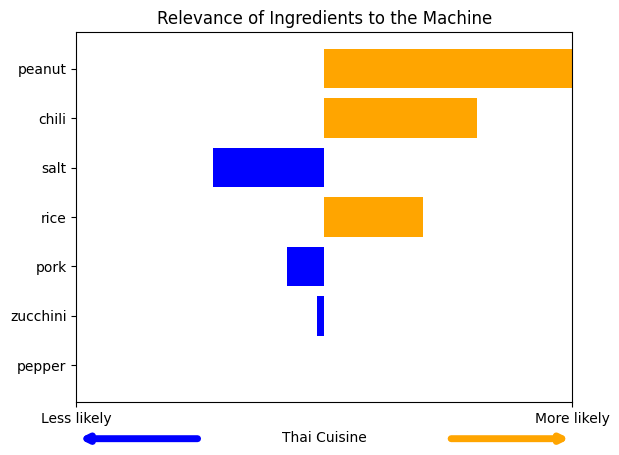 Relevance of Ingredients to the Machine
peanut
chili
salt
rice
pork
zucchini
pepper
Less likely
More likely
Thai Cuisine